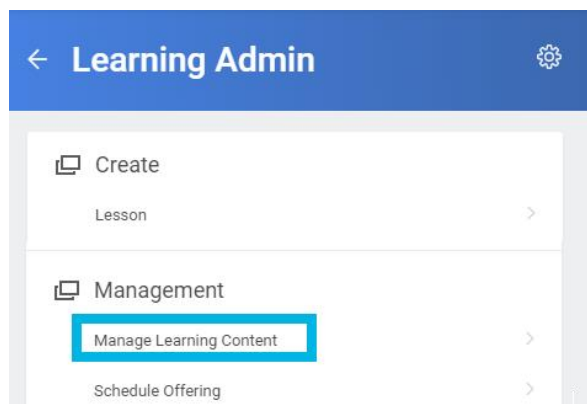 Learning Admin
Create
Lesson
Management
Manage Learning Content
Schedule Offering